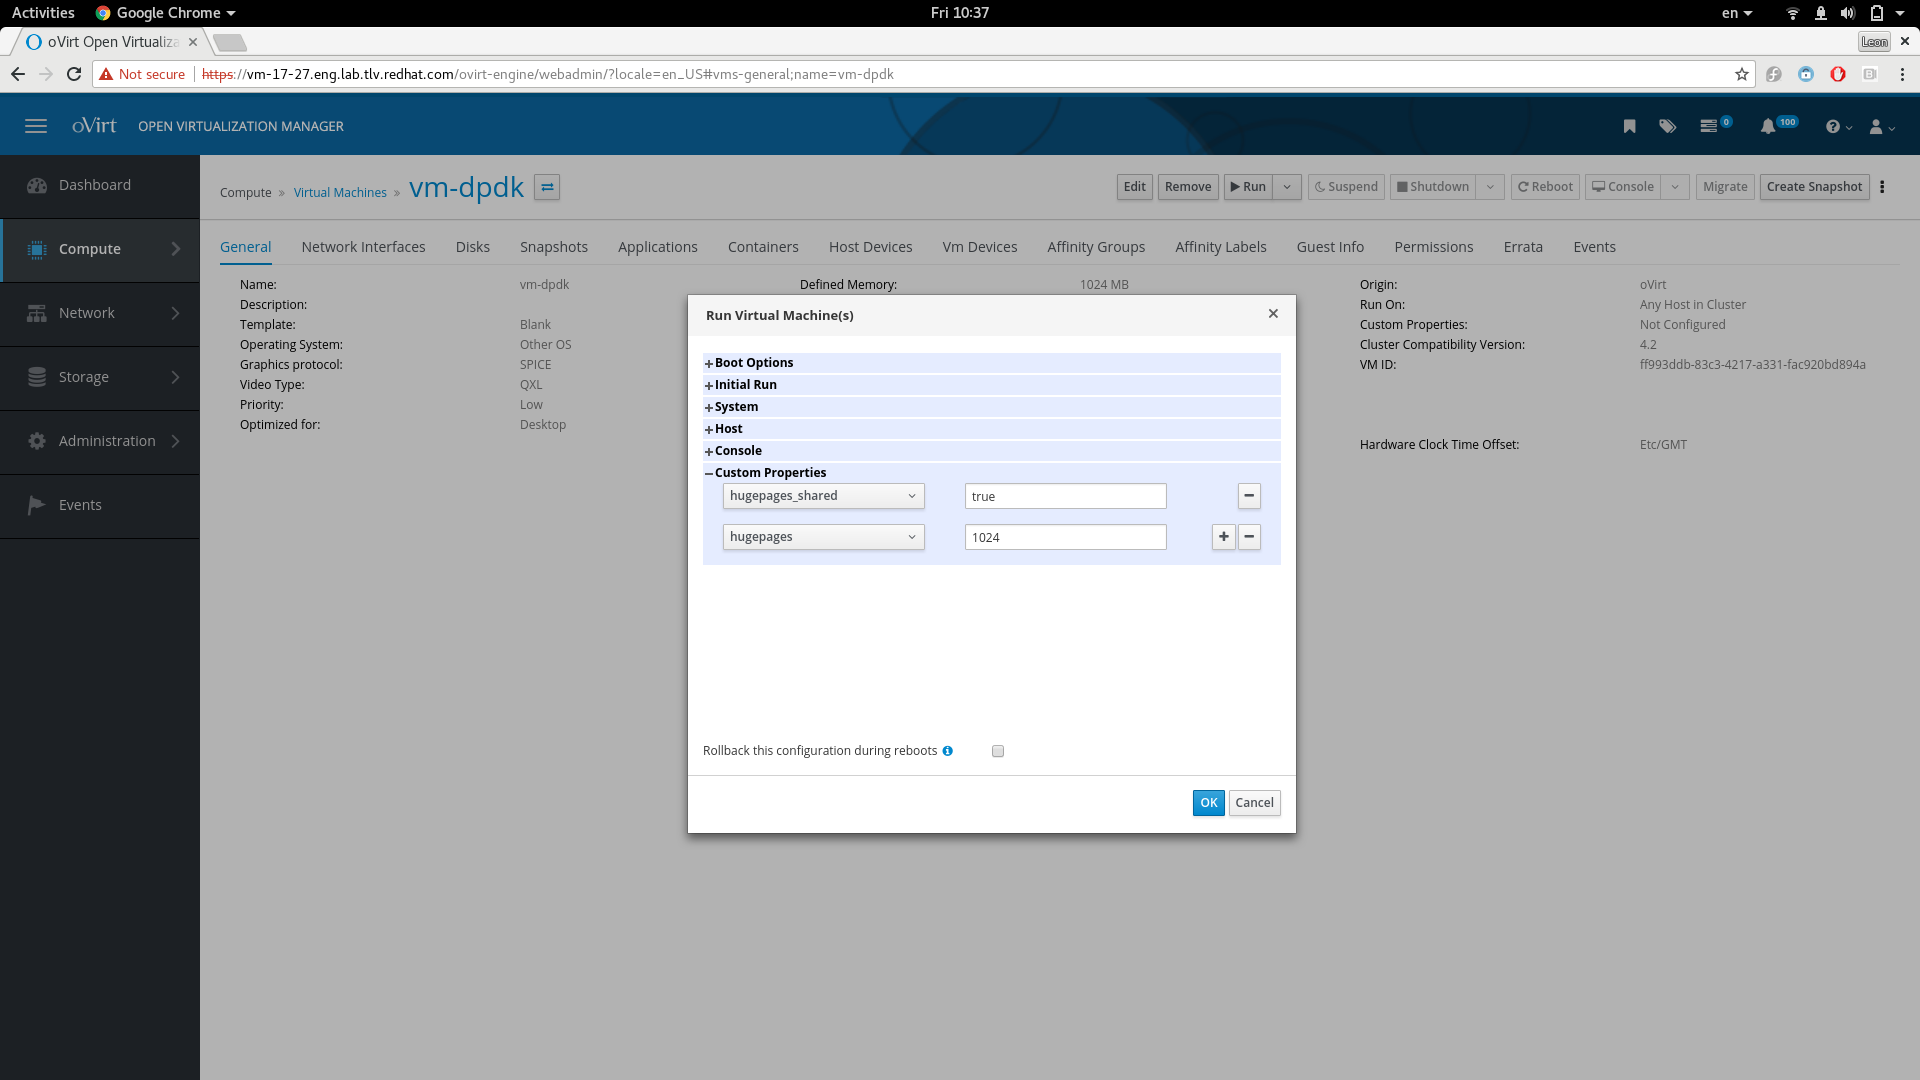 Activities Google Chrome Fri 10:37 en
oVirt Open Virtualiza Leon
Not secure https://vm-17-27.eng.lab.tlv.redhat.com/ovirt-engine/webadmin/?locale=en_US#vms-general;name=vm-dpdk
oVirt OPEN VIRTUALIZATION MANAGER 0 100
Dashboard
Compute
Network
Storage
Administration
Events
Compute » Virtual Machines » vm-dpdk
Edit Remove Run Suspend Shutdown Reboot Console Migrate Create Snapshot
General Network Interfaces Disks Snapshots Applications Containers Host Devices Vm Devices Affinity Groups Affinity Labels Guest Info Permissions Errata Events
Name: vm-dpdk
Description:
Template: Blank
Operating System: Other OS
Graphics protocol: SPICE
Video Type: QXL
Priority: Low
Optimized for: Desktop
Defined Memory: 1024 MB
Origin: oVirt
Run On: Any Host in Cluster
Custom Properties: Not Configured
Cluster Compatibility Version: 4.2
VM ID: ff993ddb-83c3-4217-a331-fac920bd894a
Hardware Clock Time Offset: Etc/GMT
Run Virtual Machine(s)
Boot Options
Initial Run
System
Host
Console
Custom Properties
hugepages_shared true
hugepages 1024
Rollback this configuration during reboots
OK Cancel